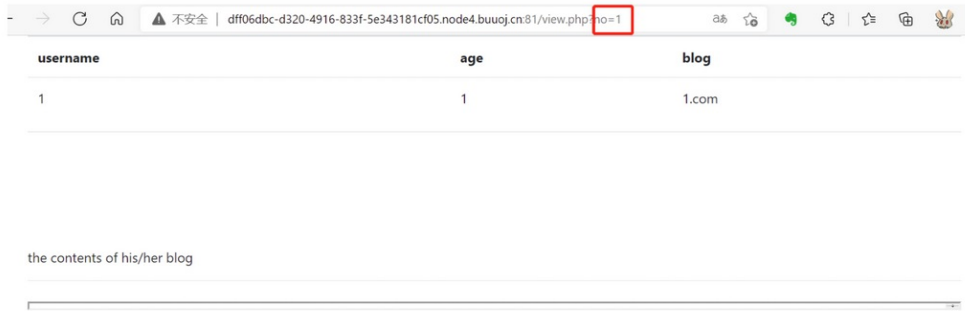 不安全 | dff06dbc-d320-4916-833f-5e343181cf05.node4.buuoj.cn:81/view.php?no=1
username age blog
1 1 1.com
the contents of his/her blog